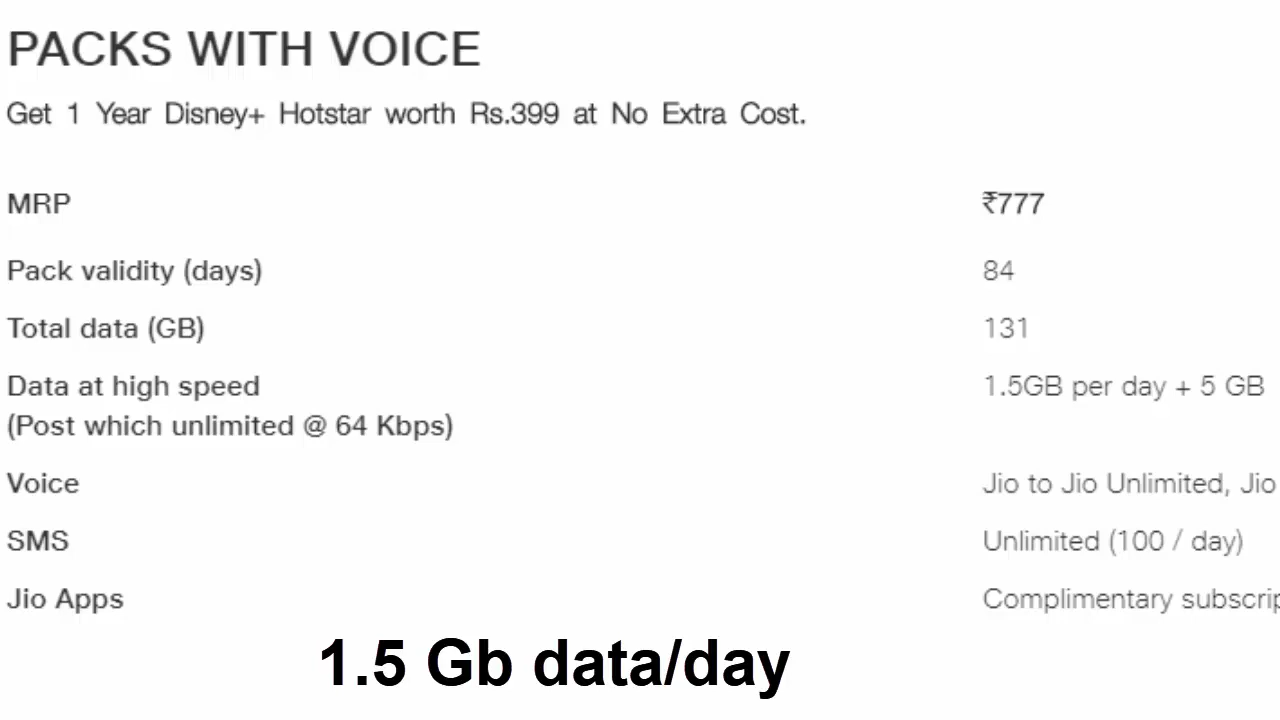 PACKS WITH VOICE
Get 1 Year Disney+ Hotstar worth Rs.399 at No Extra Cost.
MRP ₹777
Pack validity (days) 84
Total data (GB) 131
Data at high speed 1.5GB per day + 5 GB
(Post which unlimited @ 64 Kbps)
Voice Jio to Jio Unlimited, Jio
SMS Unlimited (100 / day)
Jio Apps Complimentary subscrip
1.5 Gb data/day